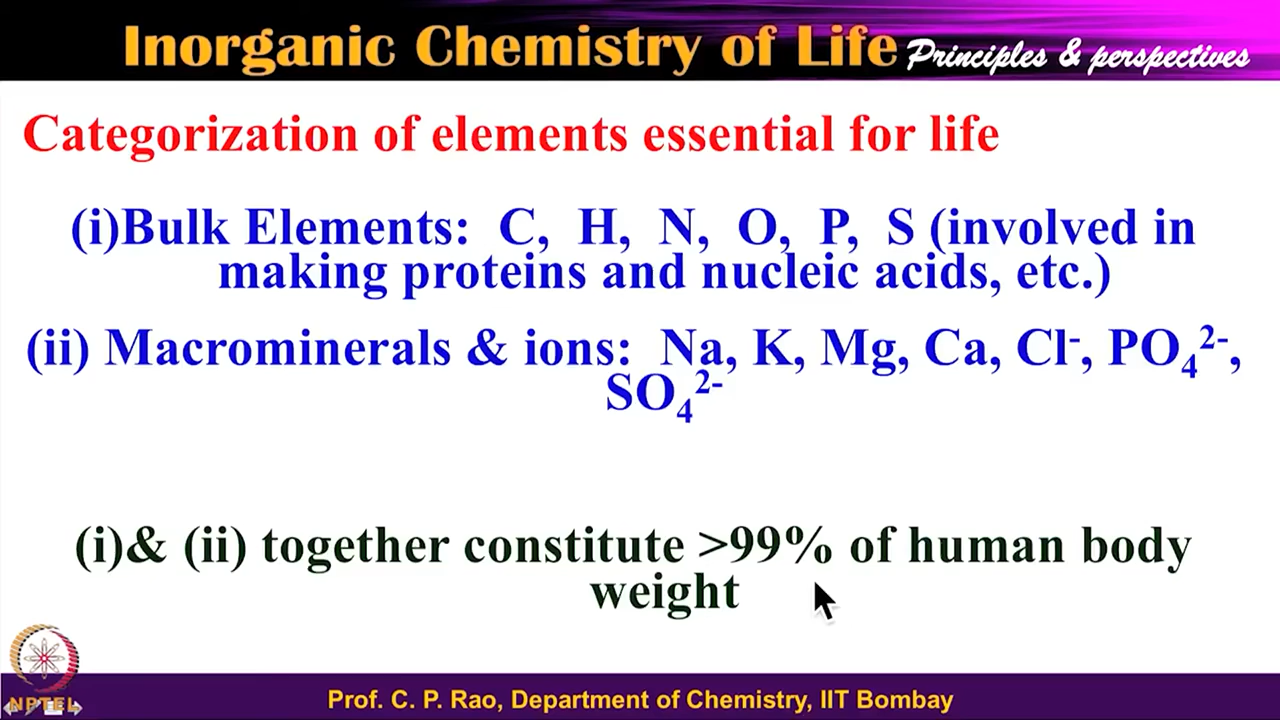 Inorganic Chemistry of Life Principles & perspectives
Categorization of elements essential for life
(i)Bulk Elements: C, H, N, O, P, S (involved in
making proteins and nucleic acids, etc.)
(ii) Macrominerals & ions: Na, K, Mg, Ca, Cl⁻, PO₄²⁻,
SO₄²⁻
(i)& (ii) together constitute >99% of human body
weight
NPTEL
Prof. C. P. Rao, Department of Chemistry, IIT Bombay